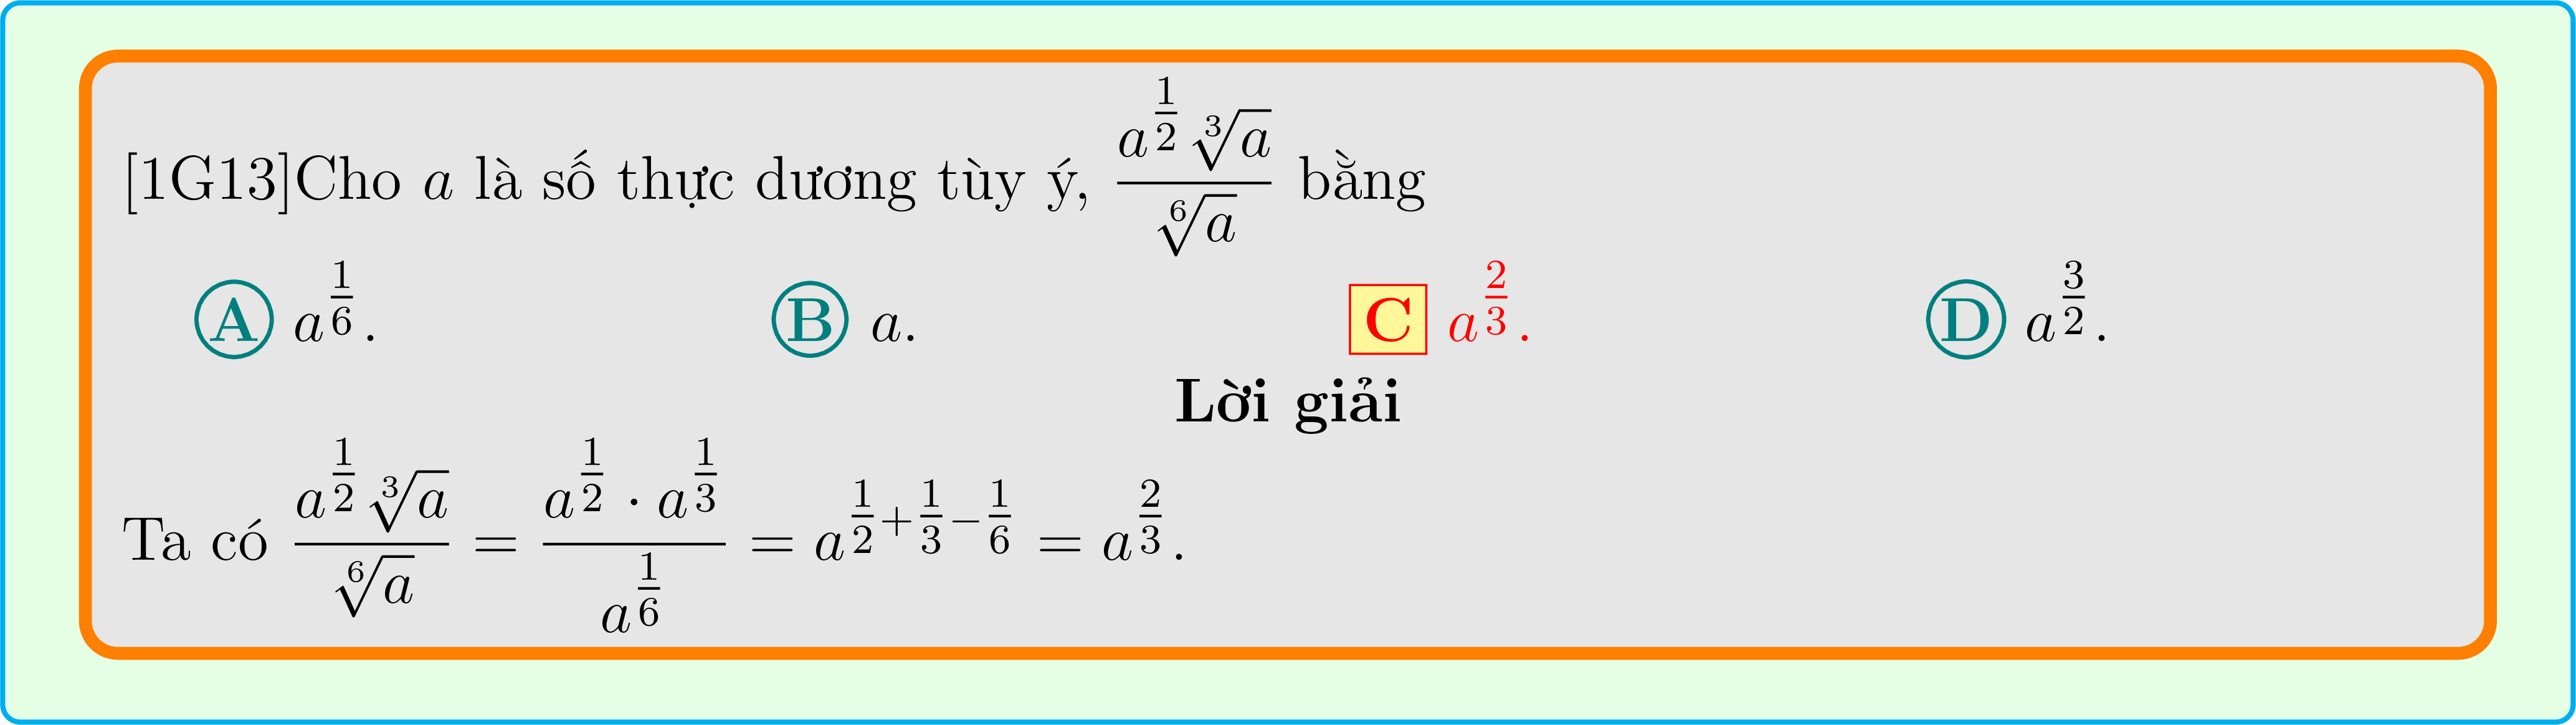 [1G13]Cho $a$ là số thực dương tùy ý, $\dfrac{a^{\frac{1}{2}}\sqrt[3]{a}}{\sqrt[6]{a}}$ bằng
A $a^{\frac{1}{6}}$. B $a$. C $a^{\frac{2}{3}}$. D $a^{\frac{3}{2}}$.
Lời giải
Ta có $\dfrac{a^{\frac{1}{2}}\sqrt[3]{a}}{\sqrt[6]{a}} = \dfrac{a^{\frac{1}{2}} \cdot a^{\frac{1}{3}}}{a^{\frac{1}{6}}} = a^{\frac{1}{2}+\frac{1}{3}-\frac{1}{6}} = a^{\frac{2}{3}}$.